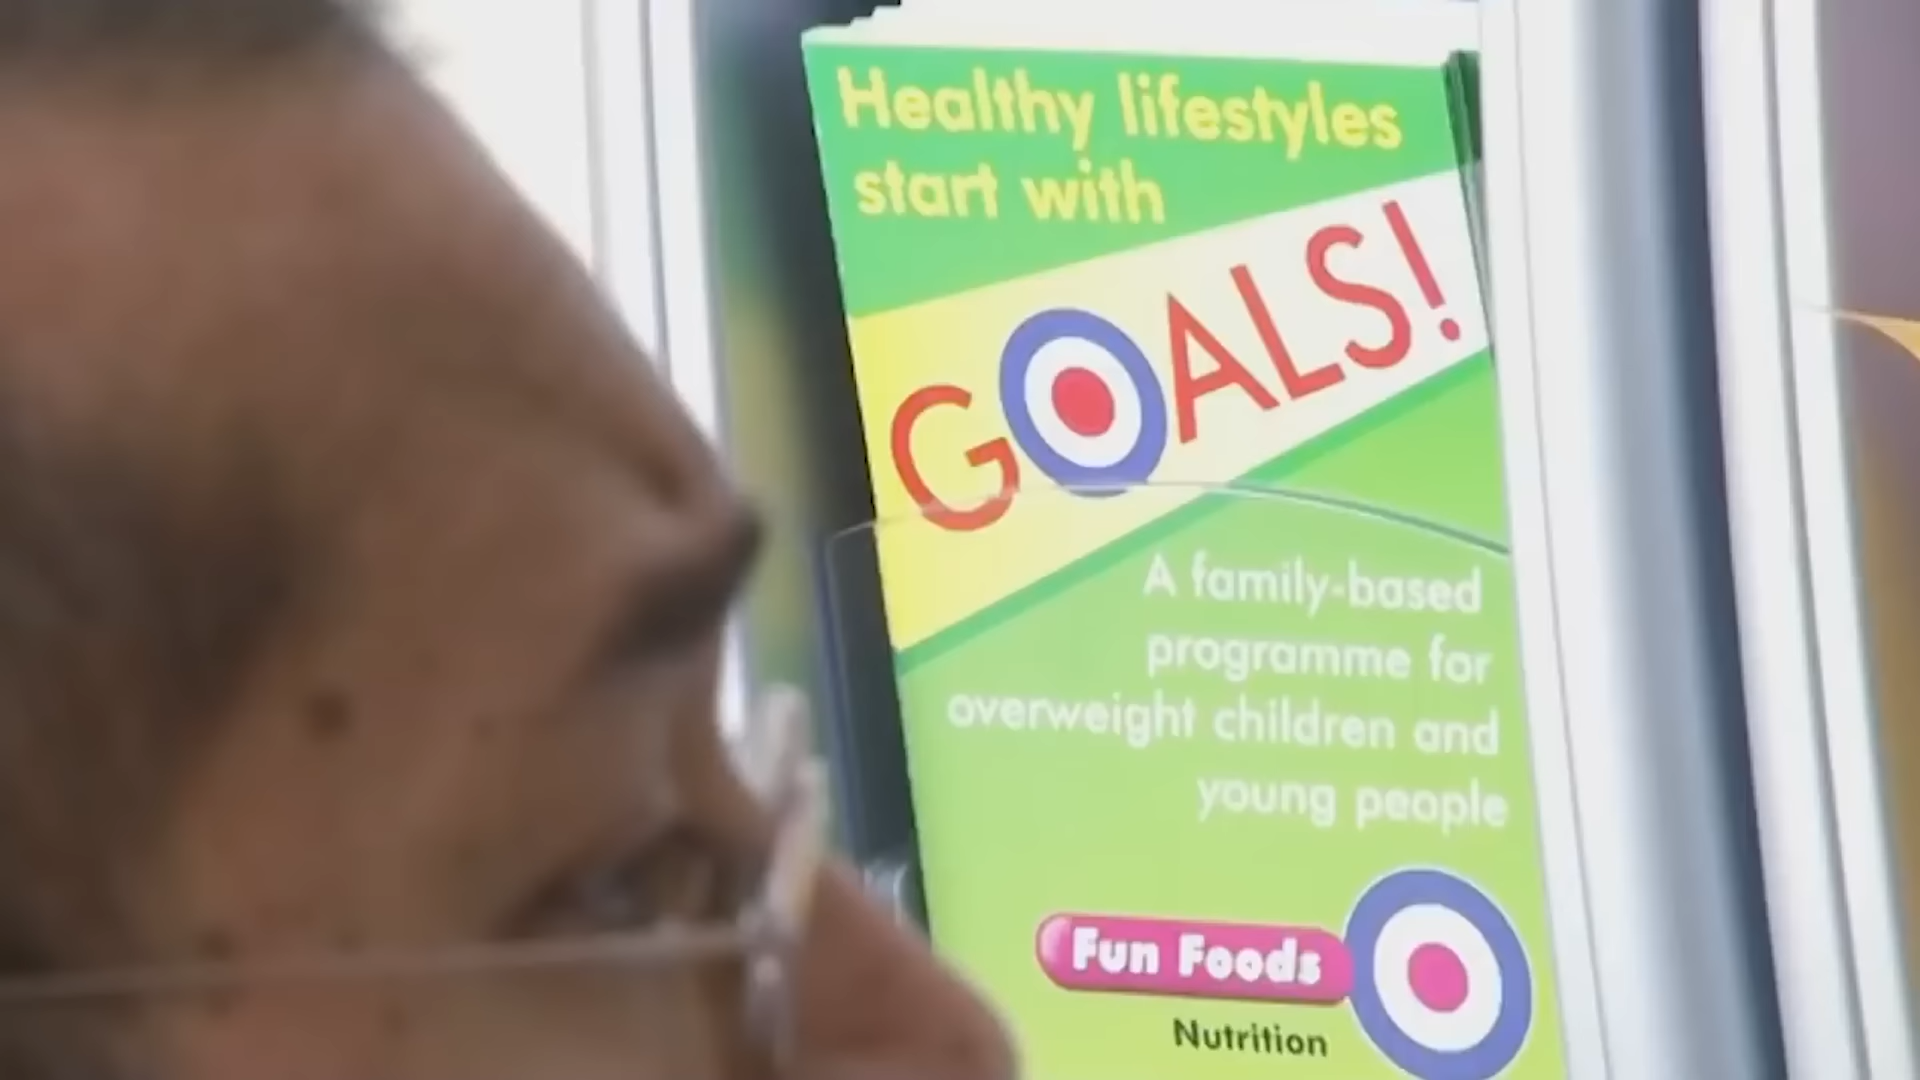 Healthy lifestyles
start with
GOALS!
A family-based
programme for
overweight children and
young people
Fun Foods
Nutrition